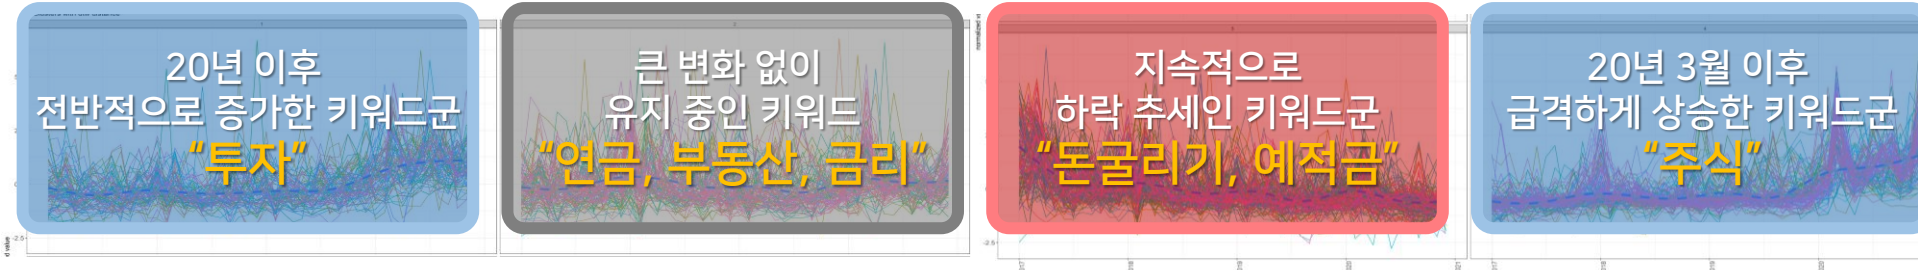 20년 이후
전반적으로 증가한 키워드군
“투자”
큰 변화 없이
유지 중인 키워드
“연금, 부동산, 금리”
지속적으로
하락 추세인 키워드군
“돈굴리기, 예적금”
20년 3월 이후
급격하게 상승한 키워드군
“주식”
-2.5
-2.5